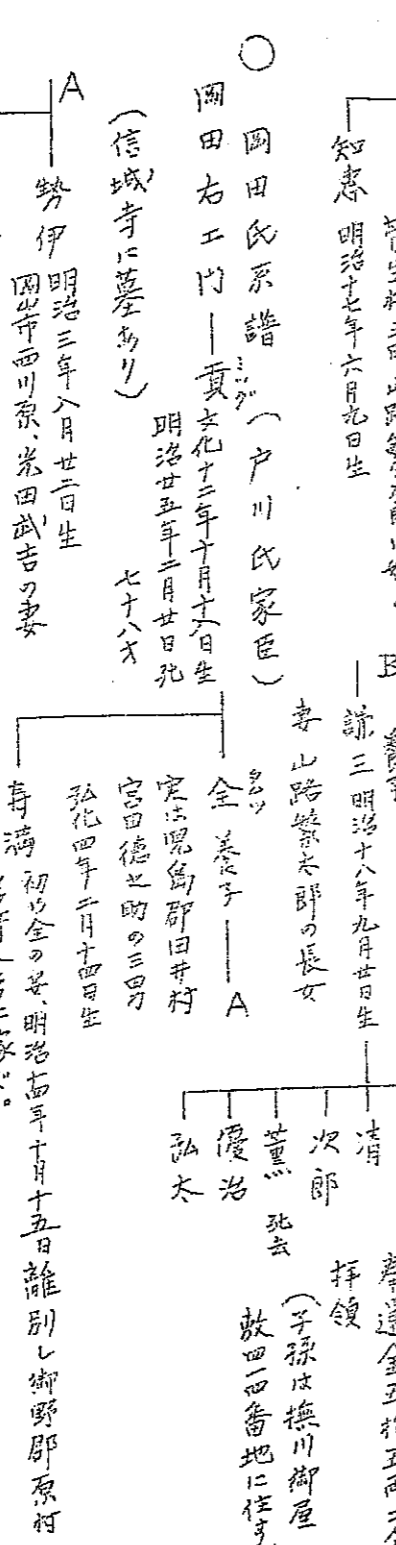 知恵 明治十七年六月九日生
B
諒三 明治十八年九月廿日生
妻 山路繁太郎の長女
清
次郎
薫 死去
優治
弘太
拝領
(子孫は撫川御屋
敷四一四番地に住す
○ 岡田氏系譜(戸川氏家臣)
岡田右エ門
貢 文化十二年十月十八日生
ミツグ
明治廿五年二月廿日死
七十八才
(信城寺に墓あり)
全 養子 A
実は児島郡田井村
宮田徳之助の三男
弘化四年二月十四日生
寿満 初め全の妻、明治十四年十月十五日離別し御野郡原村
A
勢伊 明治三年八月廿二日生
岡山市西川原、光田武吉の妻